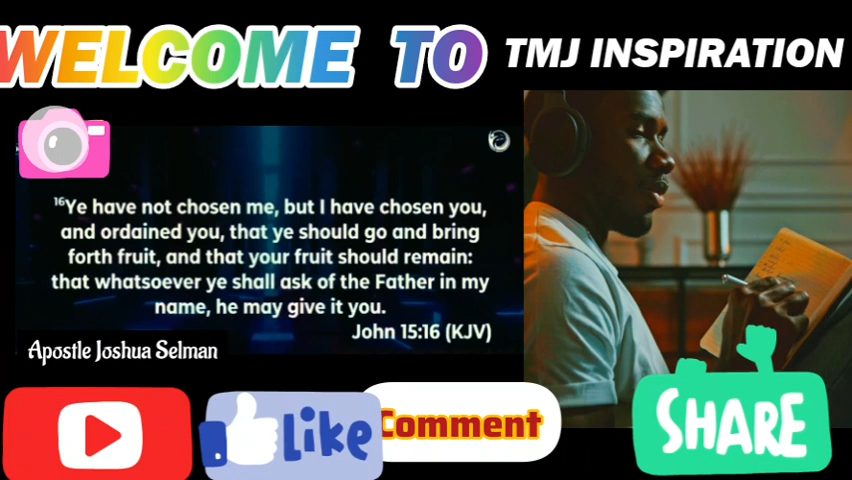 WELCOME TO TMJ INSPIRATION
16Ye have not chosen me, but I have chosen you,
and ordained you, that ye should go and bring
forth fruit, and that your fruit should remain:
that whatsoever ye shall ask of the Father in my
name, he may give it you.
John 15:16 (KJV)
Apostle Joshua Selman
Like
Comment
SHARE